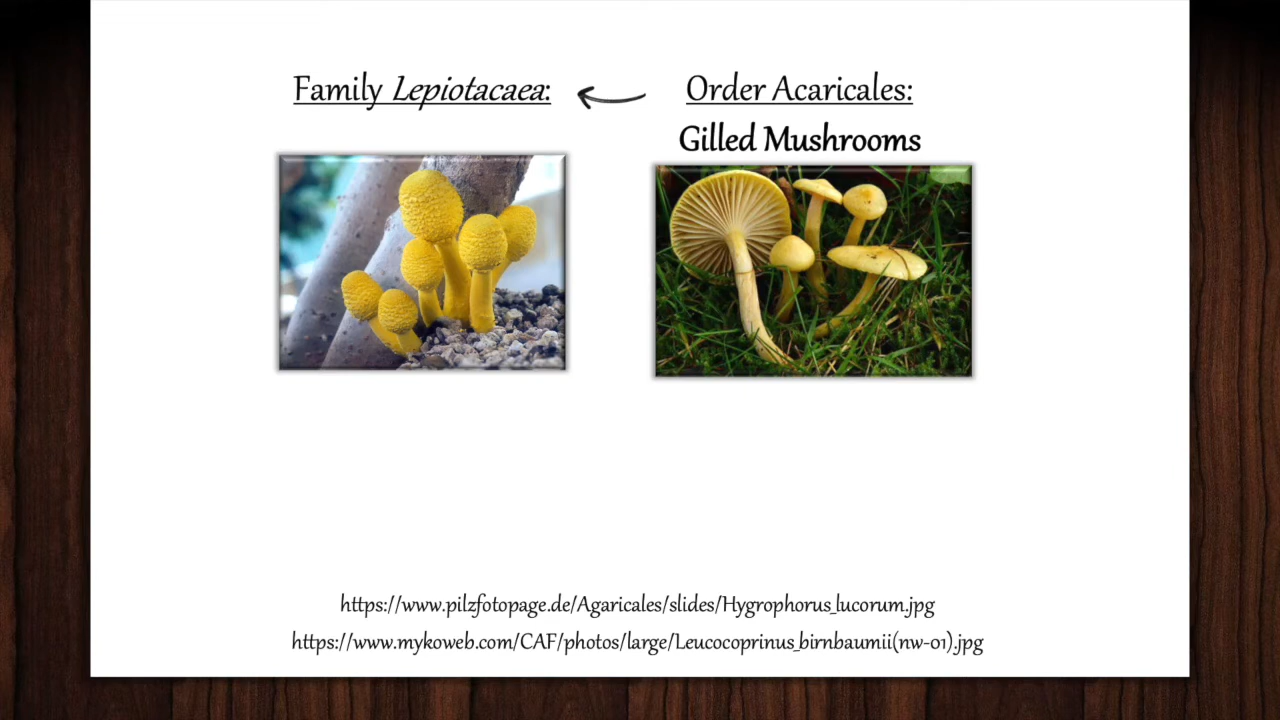 Family Lepiotacaea:
Order Acaricales:
Gilled Mushrooms
https://www.pilzfotopage.de/Agaricales/slides/Hygrophorus_lucorum.jpg
https://www.mykoweb.com/CAF/photos/large/Leucocoprinus_birnbaumii(nw-01).jpg